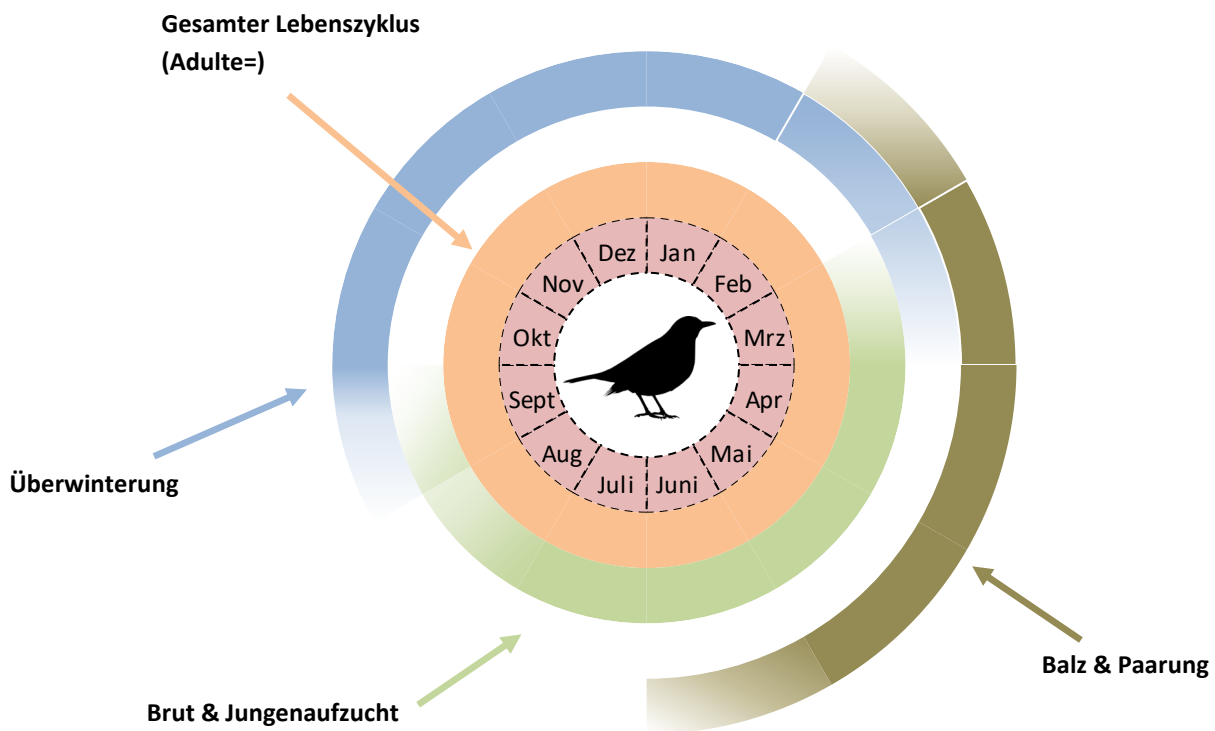 Gesamter Lebenszyklus
(Adulte=)
Dez
Jan
Nov
Feb
Okt
Mrz
Sept
Apr
Aug
Mai
Juli
Juni
Überwinterung
Balz & Paarung
Brut & Jungenaufzucht